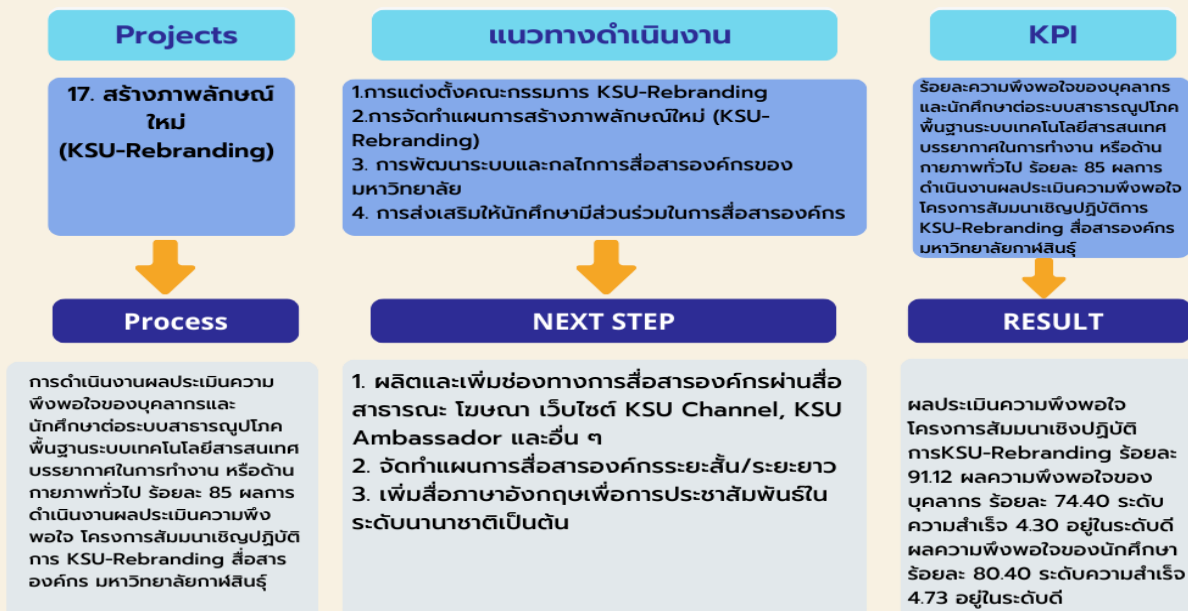 Projects
แนวทางดำเนินงาน
KPI
17. สร้างภาพลักษณ์
ใหม่
(KSU-Rebranding)
1.การแต่งตั้งคณะกรรมการ KSU-Rebranding
2.การจัดทำแผนการสร้างภาพลักษณ์ใหม่ (KSU-
Rebranding)
3. การพัฒนาระบบและกลไกการสื่อสารองค์กรของ
มหาวิทยาลัย
4. การส่งเสริมให้นักศึกษามีส่วนร่วมในการสื่อสารองค์กร
ร้อยละความพึงพอใจของบุคลากร
และนักศึกษาต่อระบบสาธารณูปโภค
พื้นฐานระบบเทคโนโลยีสารสนเทศ
บรรยากาศในการทำงาน หรือด้าน
กายภาพทั่วไป ร้อยละ 85 ผลการ
ดำเนินงานผลประเมินความพึงพอใจ
โครงการสัมมนาเชิญปฏิบัติการ
KSU-Rebranding สื่อสารองค์กร
มหาวิทยาลัยกาฬสินธุ์
Process
NEXT STEP
RESULT
การดำเนินงานผลประเมินความ
พึงพอใจของบุคลากรและ
นักศึกษาต่อระบบสาธารณูปโภค
พื้นฐานระบบเทคโนโลยีสารสนเทศ
บรรยากาศในการทำงาน หรือด้าน
กายภาพทั่วไป ร้อยละ 85 ผลการ
ดำเนินงานผลประเมินความพึง
พอใจ โครงการสัมมนาเชิญปฏิบัติ
การ KSU-Rebranding สื่อสาร
องค์กร มหาวิทยาลัยกาฬสินธุ์
1. ผลิตและเพิ่มช่องทางการสื่อสารองค์กรผ่านสื่อ
สาธารณะ โฆษณา เว็บไซต์ KSU Channel, KSU
Ambassador และอื่น ๆ
2. จัดทำแผนการสื่อสารองค์กรระยะสั้น/ระยะยาว
3. เพิ่มสื่อภาษาอังกฤษเพื่อการประชาสัมพันธ์ใน
ระดับนานาชาติเป็นต้น
ผลประเมินความพึงพอใจ
โครงการสัมมนาเชิงปฏิบัติ
การKSU-Rebranding ร้อยละ
91.12 ผลความพึงพอใจของ
บุคลากร ร้อยละ 74.40 ระดับ
ความสำเร็จ 4.30 อยู่ในระดับดี
ผลความพึงพอใจของนักศึกษา
ร้อยละ 80.40 ระดับความสำเร็จ
4.73 อยู่ในระดับดี